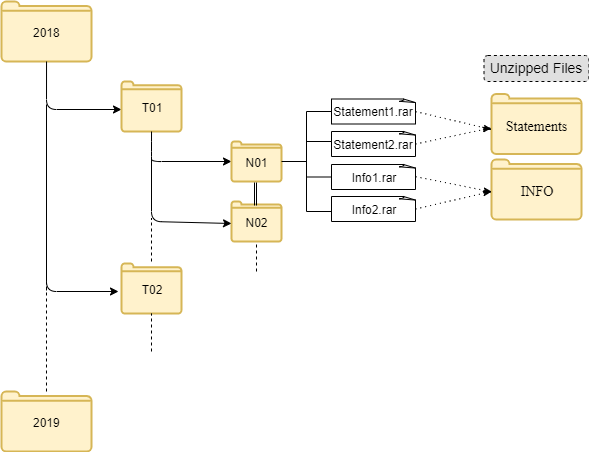 2018
Unzipped Files
T01
Statement1.rar
Statements
Statement2.rar
N01
Info1.rar
INFO
Info2.rar
N02
T02
2019